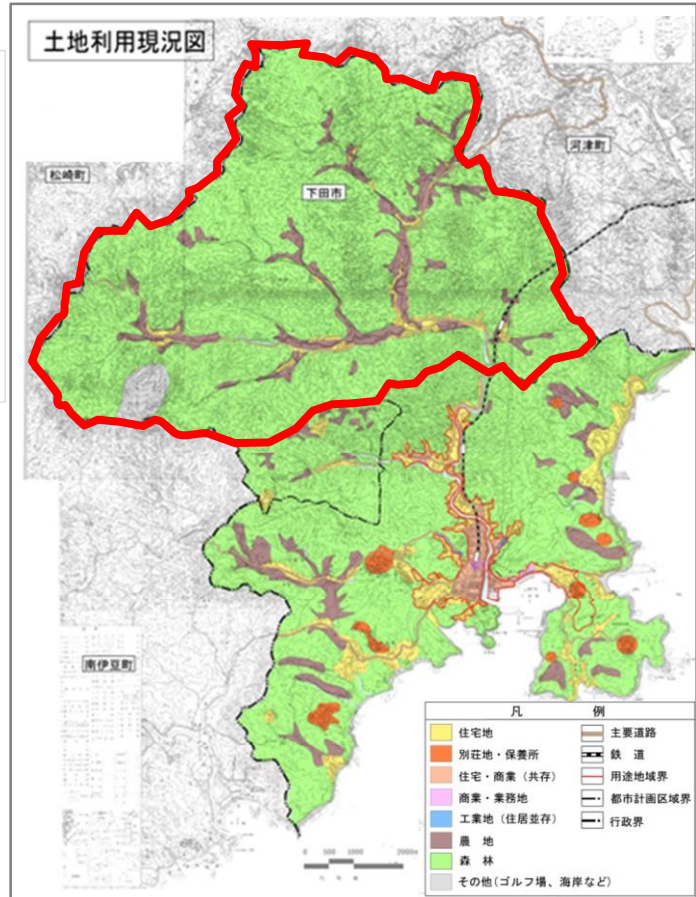 土地利用現況図
河津町
松崎町
下田市
南伊豆町
凡　例
住宅地
別荘地・保養所
住宅・商業（共存）
商業・業務地
工業地（住居並存）
農　地
森　林
その他(ゴルフ場、海岸など)
主要道路
鉄　道
用途地域界
都市計画区域界
行政界
0　500　1000　2000m